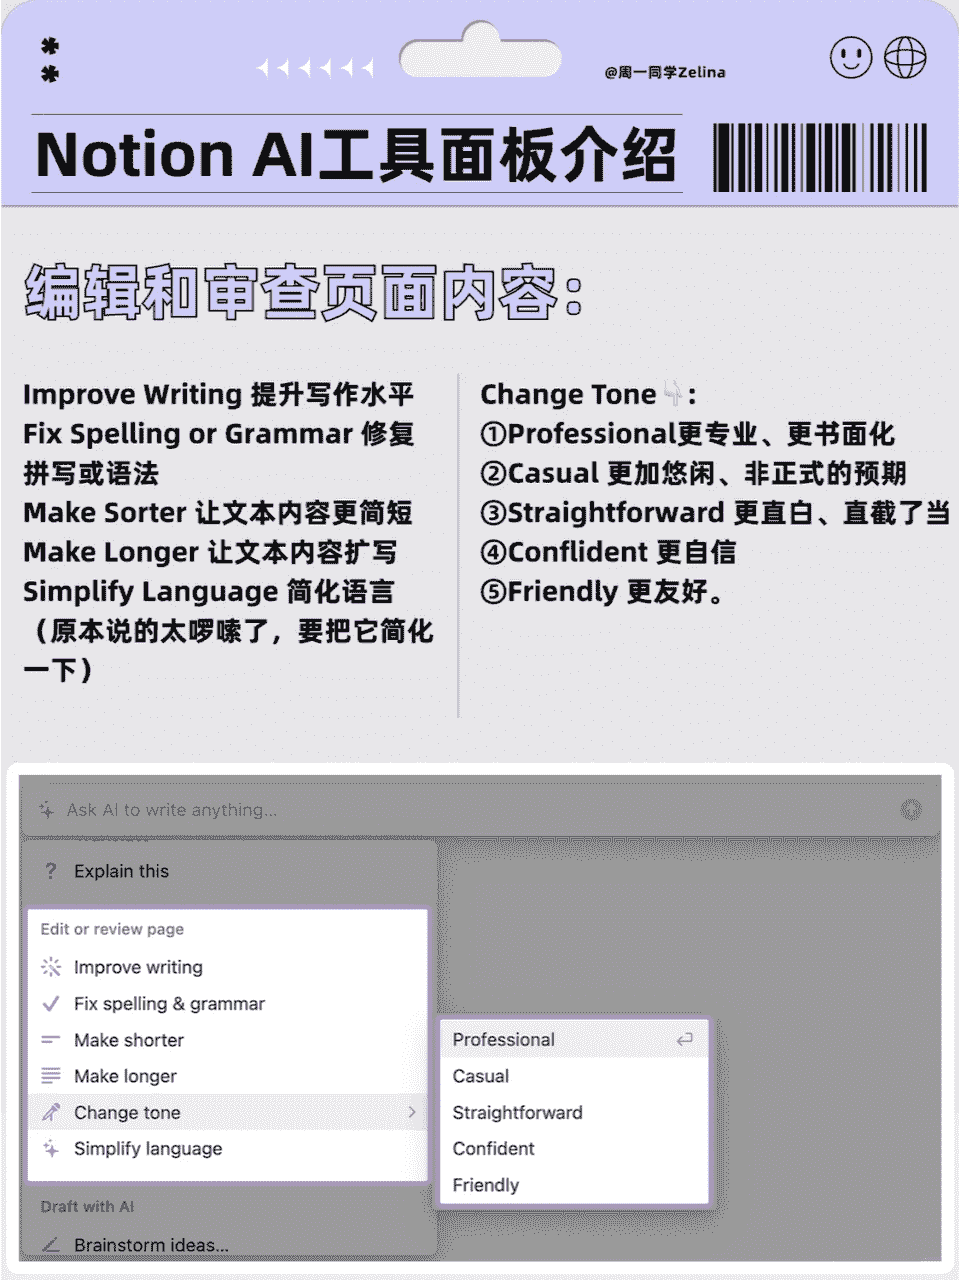 @周一同学Zelina
Notion AI工具面板介绍
编辑和审查页面内容：
Improve Writing 提升写作水平
Fix Spelling or Grammar 修复
拼写或语法
Make Sorter 让文本内容更简短
Make Longer 让文本内容扩写
Simplify Language 简化语言
（原本说的太啰嗦了，要把它简化
一下）
Change Tone👇：
①Professional更专业、更书面化
②Casual 更加悠闲、非正式的预期
③Straightforward 更直白、直截了当
④Conflident 更自信
⑤Friendly 更友好。
Ask AI to write anything...
Explain this
Edit or review page
Improve writing
Fix spelling & grammar
Make shorter
Make longer
Change tone
Simplify language
Professional
Casual
Straightforward
Confident
Friendly
Draft with AI
Brainstorm ideas...